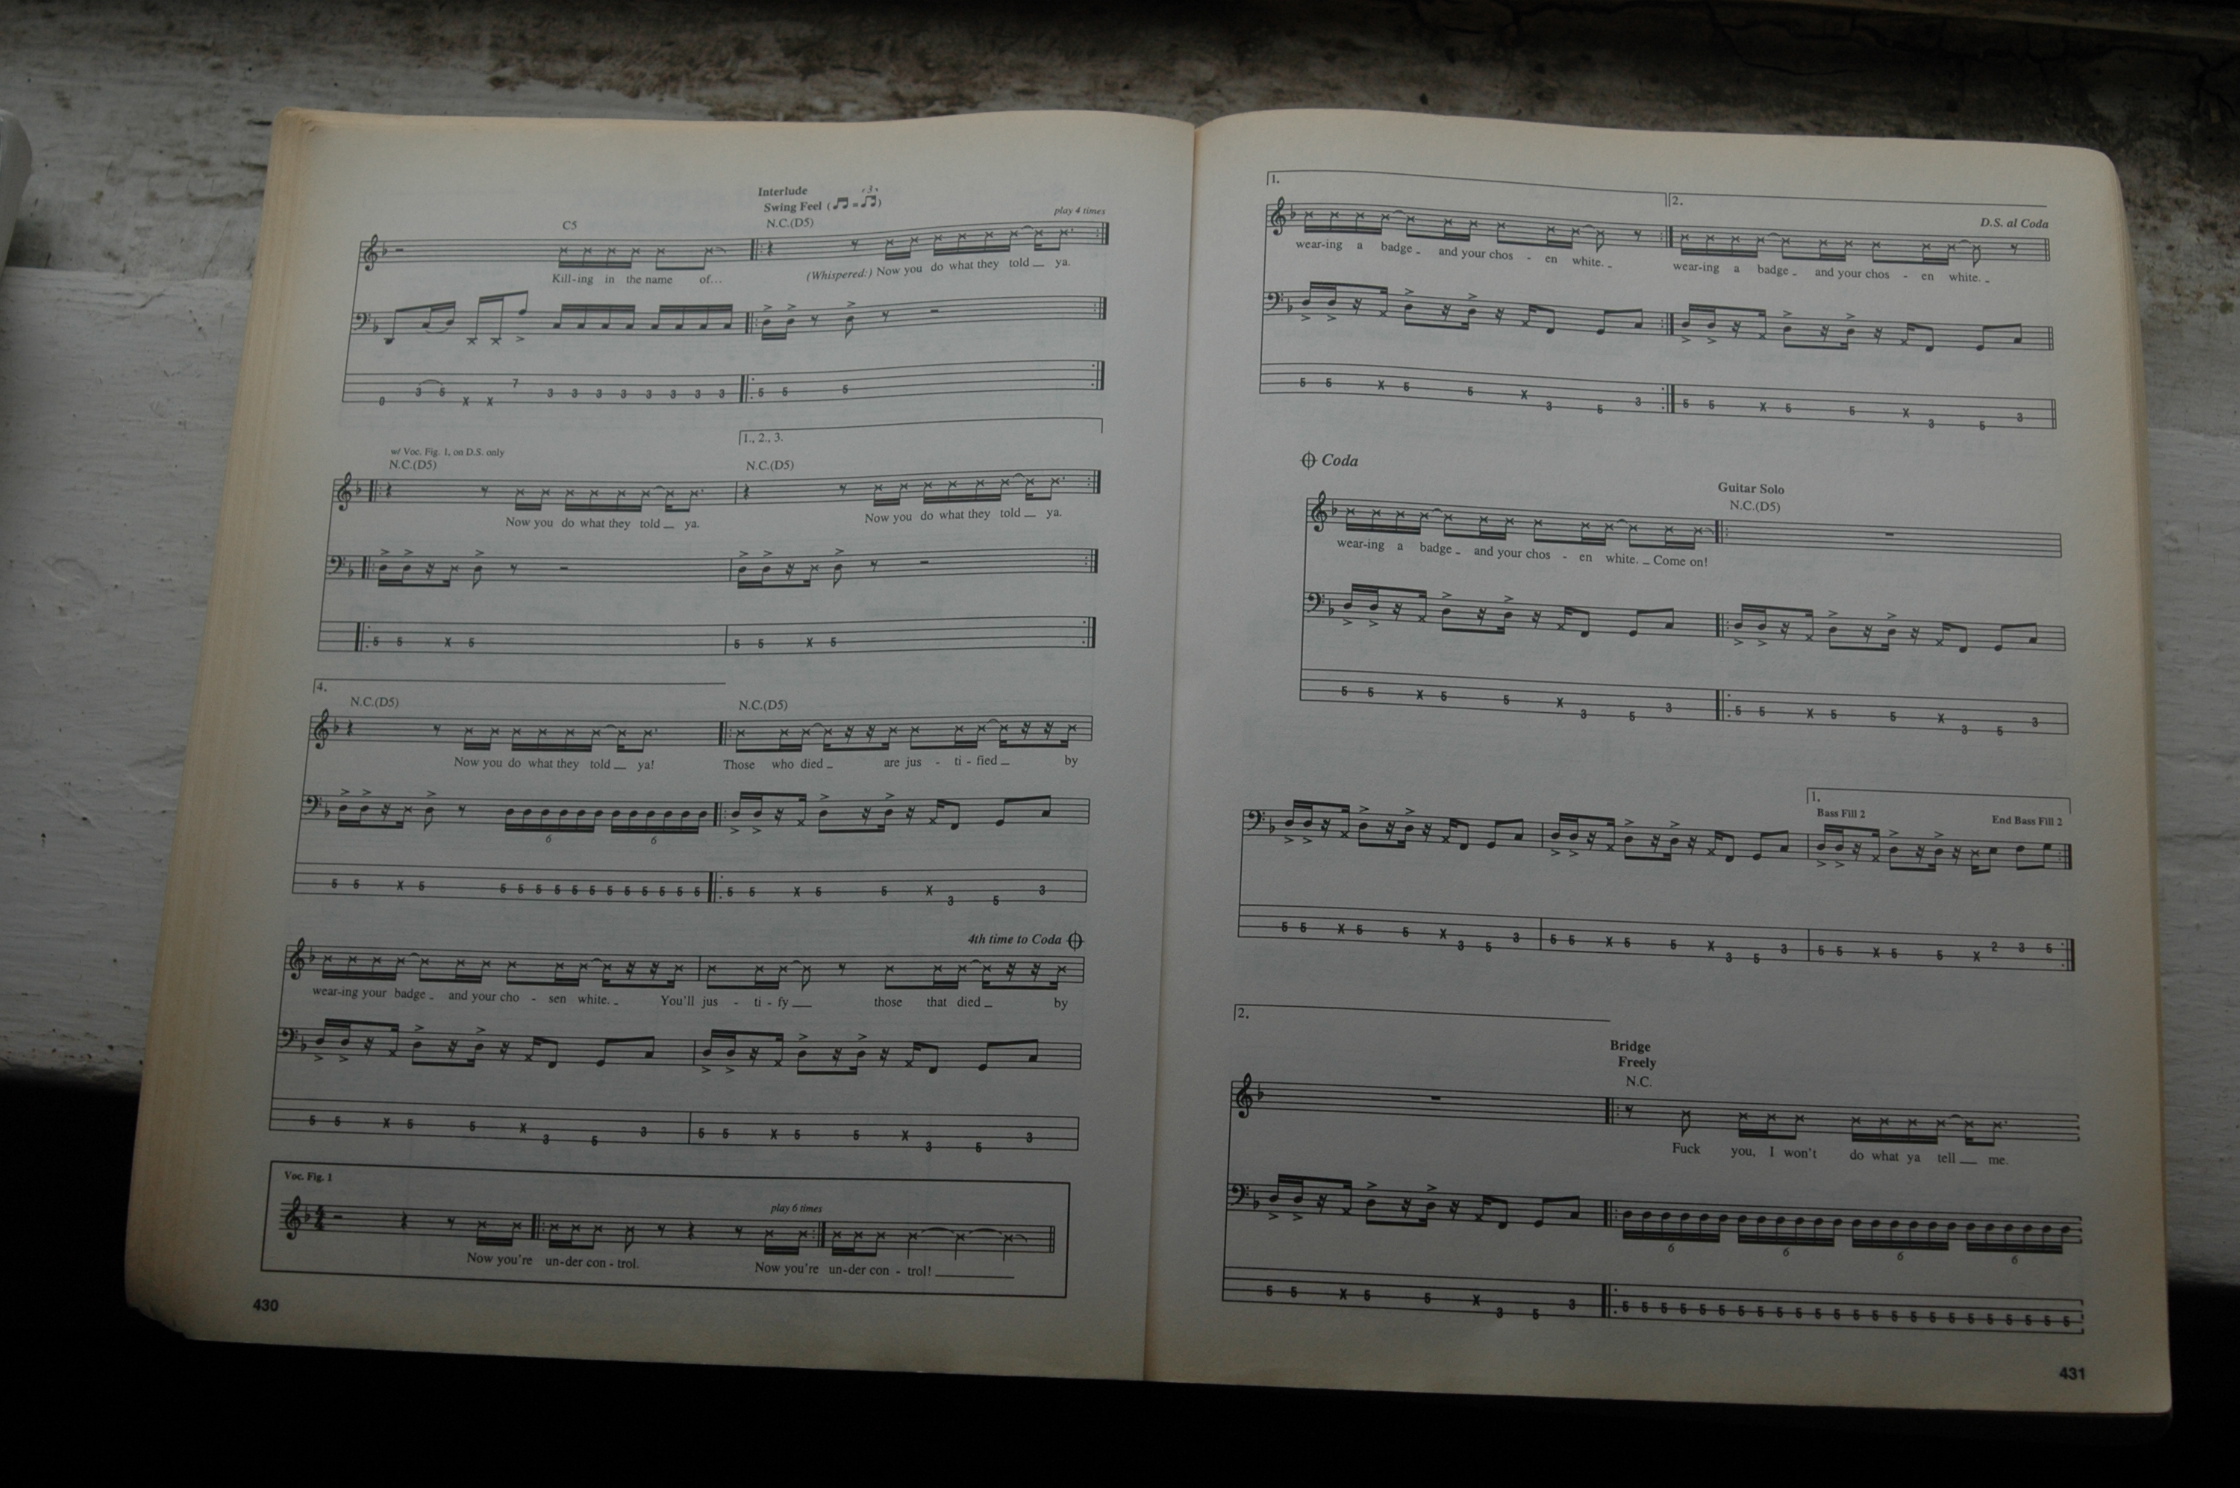 Interlude
Swing Feel ( = 3 )
C5 N.C.(D5) play 4 times
Kill-ing in the name of... (Whispered:) Now you do what they told ya.
0 3 5 X X 7 3 3 3 3 3 3 3 3 5 5 5
1., 2., 3.
w/ Voc. Fig. 1, on D.S. only
N.C.(D5) N.C.(D5)
Now you do what they told ya. Now you do what they told ya.
5 5 X 5 5 5 X 5
4.
N.C.(D5) N.C.(D5)
Now you do what they told ya! Those who died are jus - ti - fied by
6 6
5 5 X 5 5 5 5 5 5 5 5 5 5 5 5 5 5 5 X 5 5 X 3 5 3
4th time to Coda
wear-ing your badge and your cho - sen white. You'll jus - ti - fy those that died by
5 5 X 5 5 X 3 5 3 5 5 X 5 5 X 3 5 3
Voc. Fig. 1
play 6 times
4 4
Now you're un-der con - trol. Now you're un-der con - trol!
430
1. 2.
D.S. al Coda
wear-ing a badge and your chos - en white. wear-ing a badge and your chos - en white.
5 5 X 5 5 X 3 5 3 5 5 X 5 5 X 3 5 3
Coda
Guitar Solo
N.C.(D5)
wear-ing a badge and your chos - en white. Come on!
5 5 X 5 5 X 3 5 3 5 5 X 5 5 X 3 5 3
1.
Bass Fill 2 End Bass Fill 2
5 5 X 5 5 X 3 5 3 5 5 X 5 5 X 3 5 3 5 5 X 5 5 X 2 3 5
2.
Bridge
Freely
N.C.
Fuck you, I won't do what ya tell me.
6 6 6 6
5 5 X 5 5 X 3 5 3 5 5 5 5 5 5 5 5 5 5 5 5 5 5 5 5 5 5 5 5 5 5 5 5
431